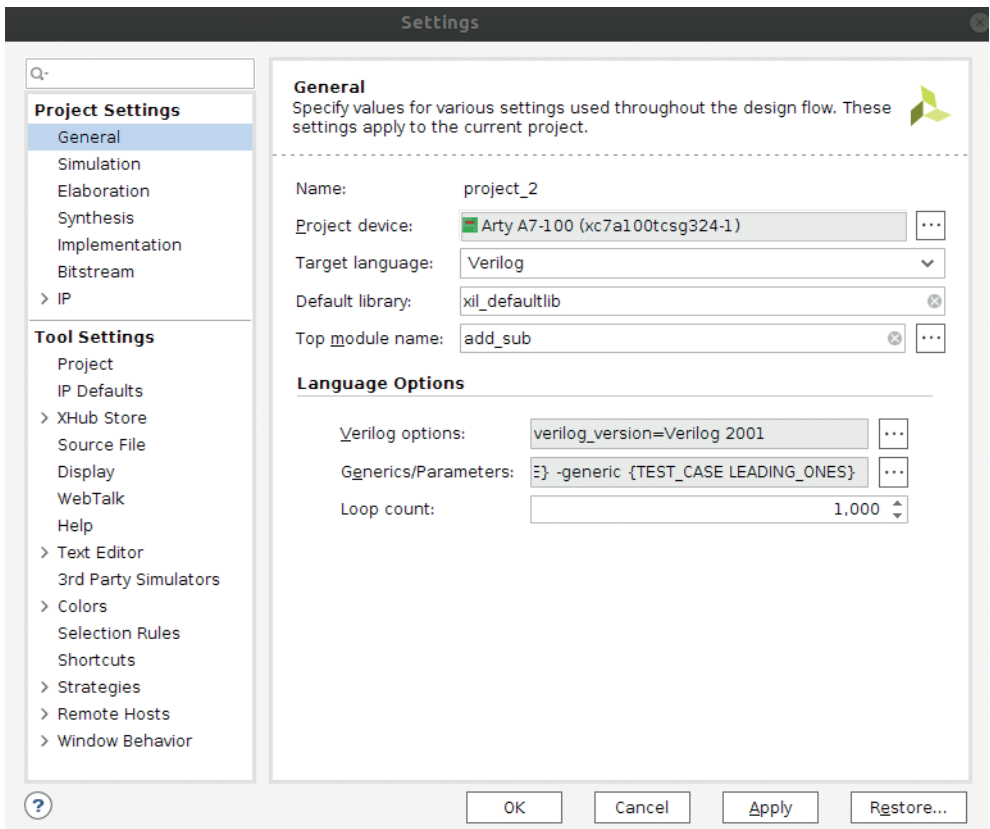 Settings
Project Settings
General
Simulation
Elaboration
Synthesis
Implementation
Bitstream
> IP
Tool Settings
Project
IP Defaults
> XHub Store
Source File
Display
WebTalk
Help
> Text Editor
3rd Party Simulators
> Colors
Selection Rules
Shortcuts
> Strategies
> Remote Hosts
> Window Behavior
General
Specify values for various settings used throughout the design flow. These
settings apply to the current project.
Name: project_2
Project device: Arty A7-100 (xc7a100tcsg324-1) ...
Target language: Verilog
Default library: xil_defaultlib
Top module name: add_sub ...
Language Options
Verilog options: verilog_version=Verilog 2001 ...
Generics/Parameters: E} -generic {TEST_CASE LEADING_ONES} ...
Loop count: 1,000
? OK Cancel Apply Restore...